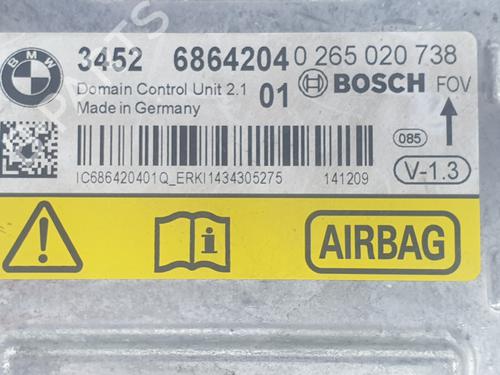 BMW
3452 6864204 0 265 020 738
Domain Control Unit 2.1 01 BOSCH FOV
Made in Germany
085
V-1.3
IC686420401Q_ERKI1434305275 141209
i
AIRBAG